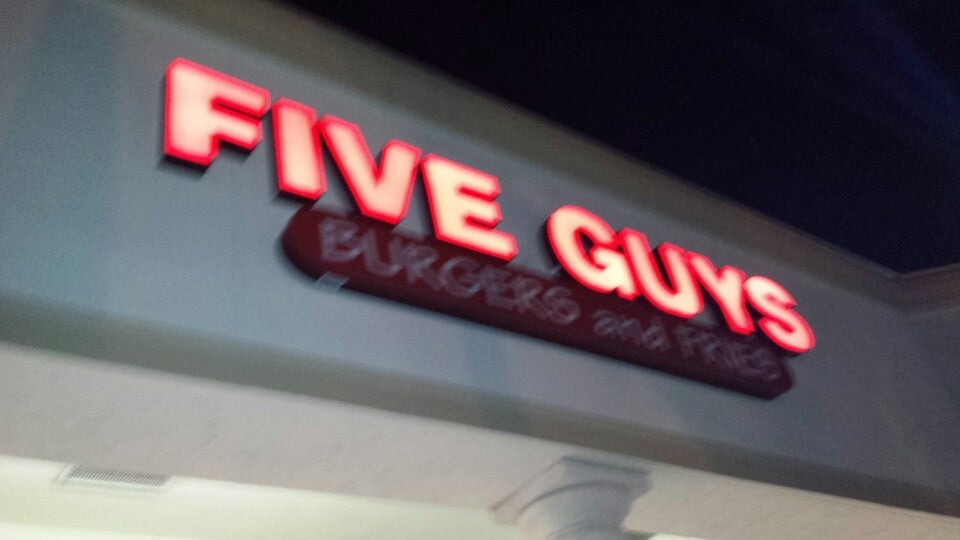 FIVE GUYS
BURGERS and FRIES